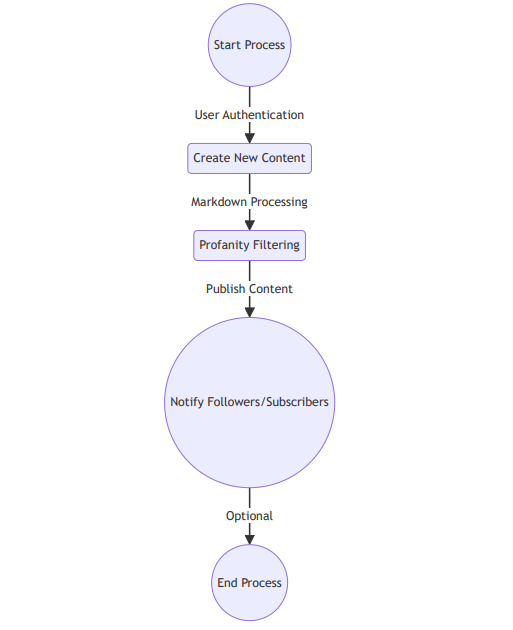 Start Process
User Authentication
Create New Content
Markdown Processing
Profanity Filtering
Publish Content
Notify Followers/Subscribers
Optional
End Process